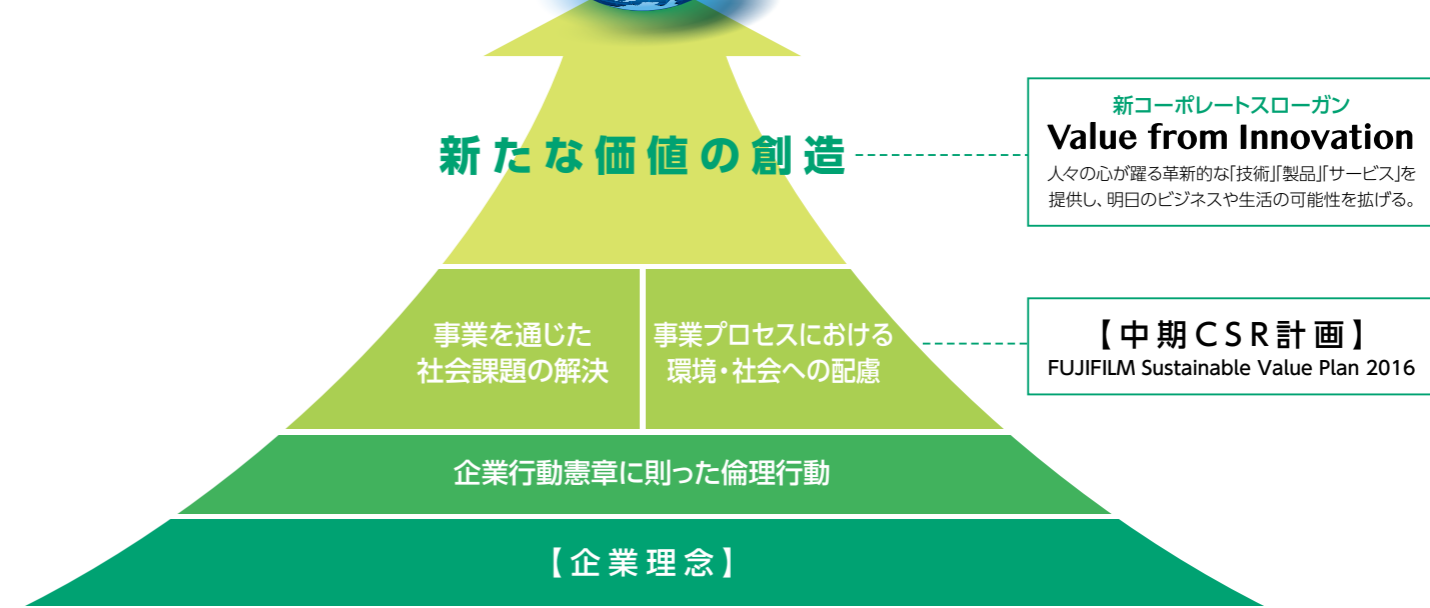 新コーポレートスローガン
Value from Innovation
人々の心が躍る革新的な「技術」「製品」「サービス」を
提供し、明日のビジネスや生活の可能性を拡げる。
新たな価値の創造
事業を通じた
社会課題の解決
事業プロセスにおける
環境・社会への配慮
【中期CSR計画】
FUJIFILM Sustainable Value Plan 2016
企業行動憲章に則った倫理行動
【企業理念】